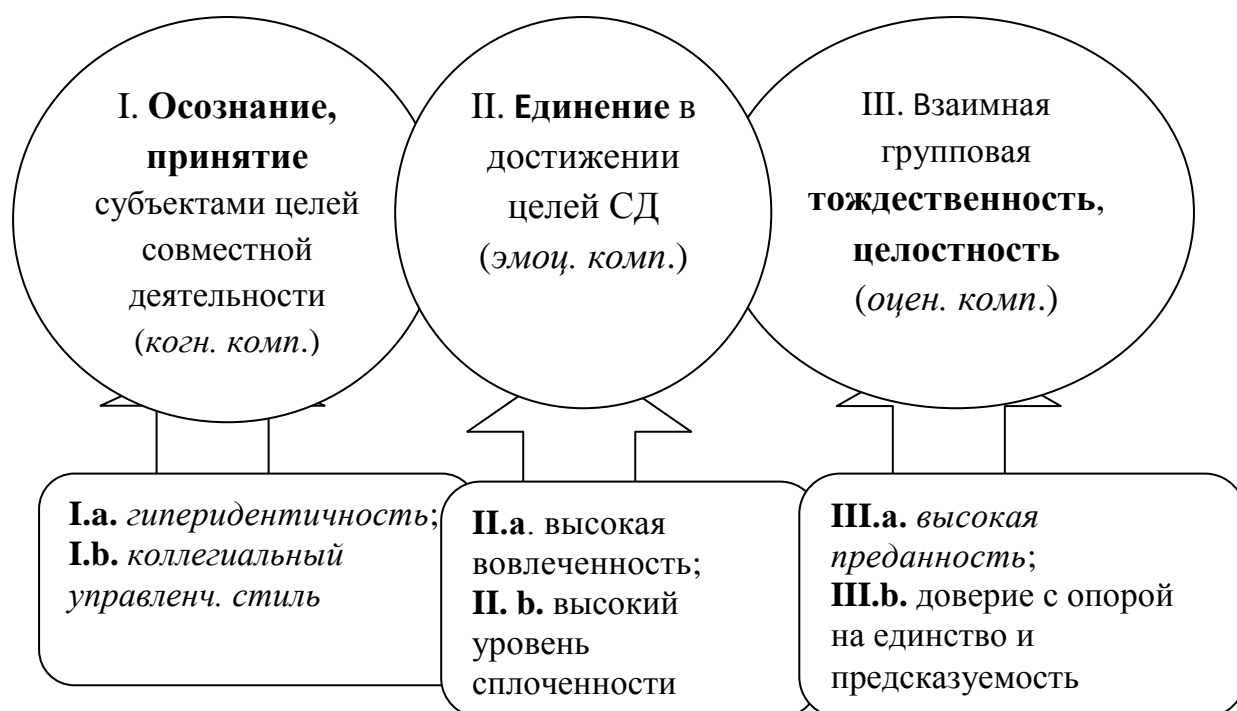 I. Осознание,
принятие
субъектами целей
совместной
деятельности
(когн. комп.)
II. Единение в
достижении
целей СД
(эмоц. комп.)
III. Взаимная
групповая
тождественность,
целостность
(оцен. комп.)
I.a. гиперидентичность;
I.b. коллегиальный
управленч. стиль
II.a. высокая
вовлеченность;
II. b. высокий
уровень
сплоченности
III.a. высокая
преданность;
III.b. доверие с опорой
на единство и
предсказуемость